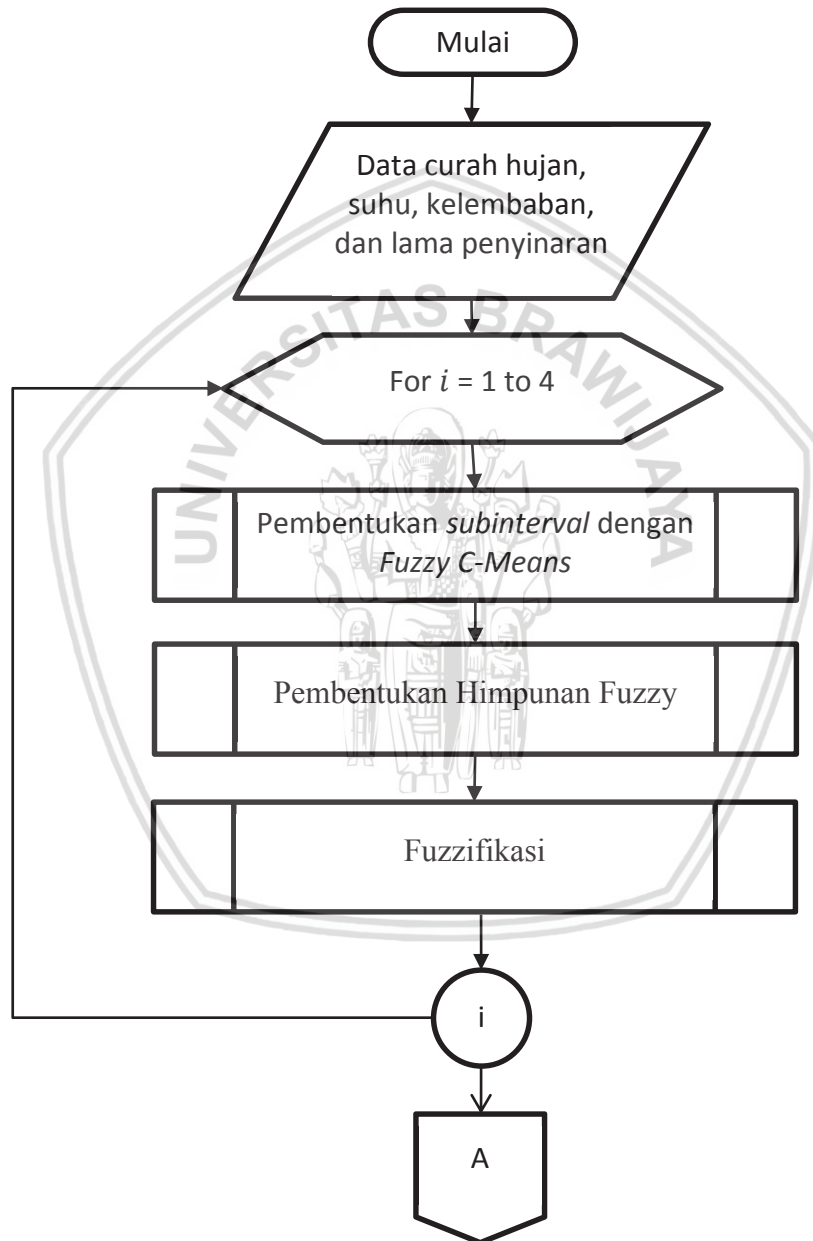 Mulai
Data curah hujan,
suhu, kelembaban,
dan lama penyinaran
UNIVERSITAS BRAWIJAYA
For i = 1 to 4
Pembentukan subinterval dengan
Fuzzy C-Means
Pembentukan Himpunan Fuzzy
Fuzzifikasi
i
A